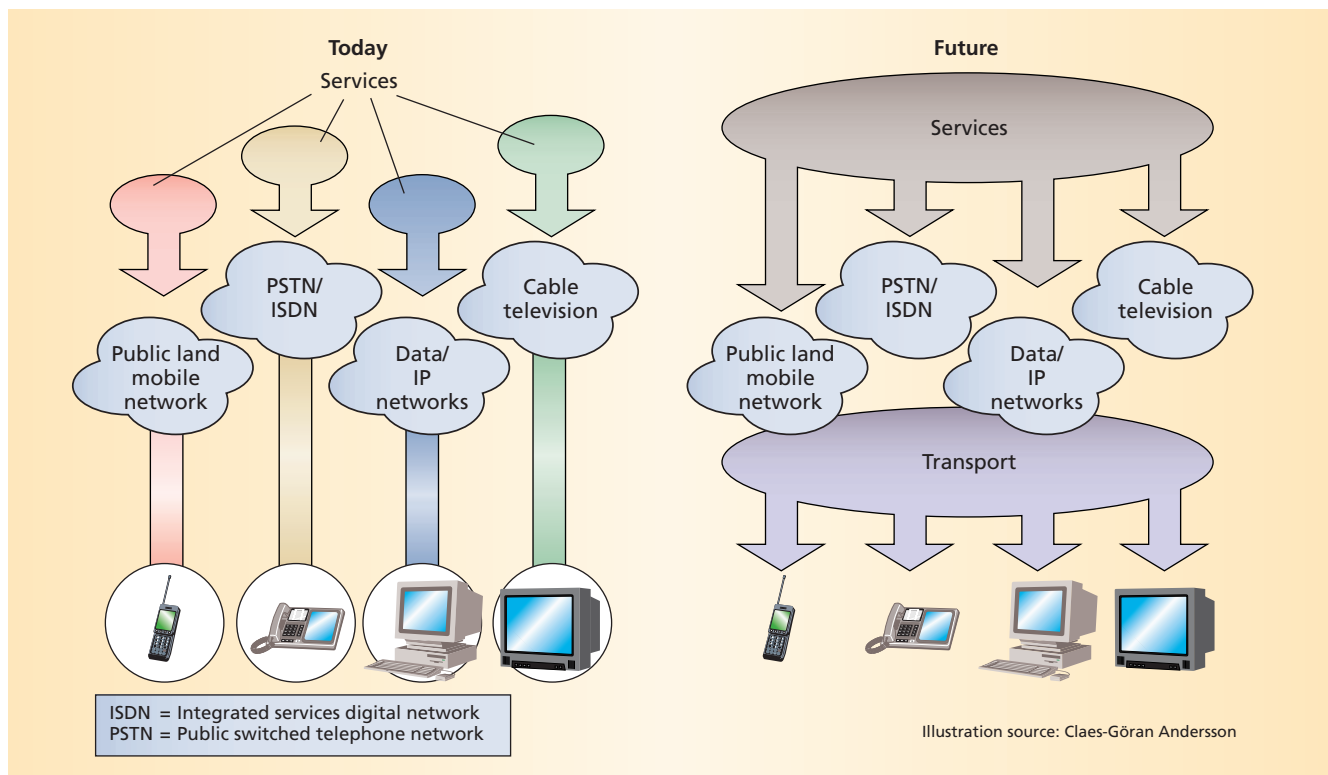 Today
Services
PSTN/
ISDN
Cable
television
Public land
mobile
network
Data/
IP
networks
ISDN = Integrated services digital network
PSTN = Public switched telephone network
Future
Services
PSTN/
ISDN
Cable
television
Public land
mobile
network
Data/
IP
networks
Transport
Illustration source: Claes-Göran Andersson